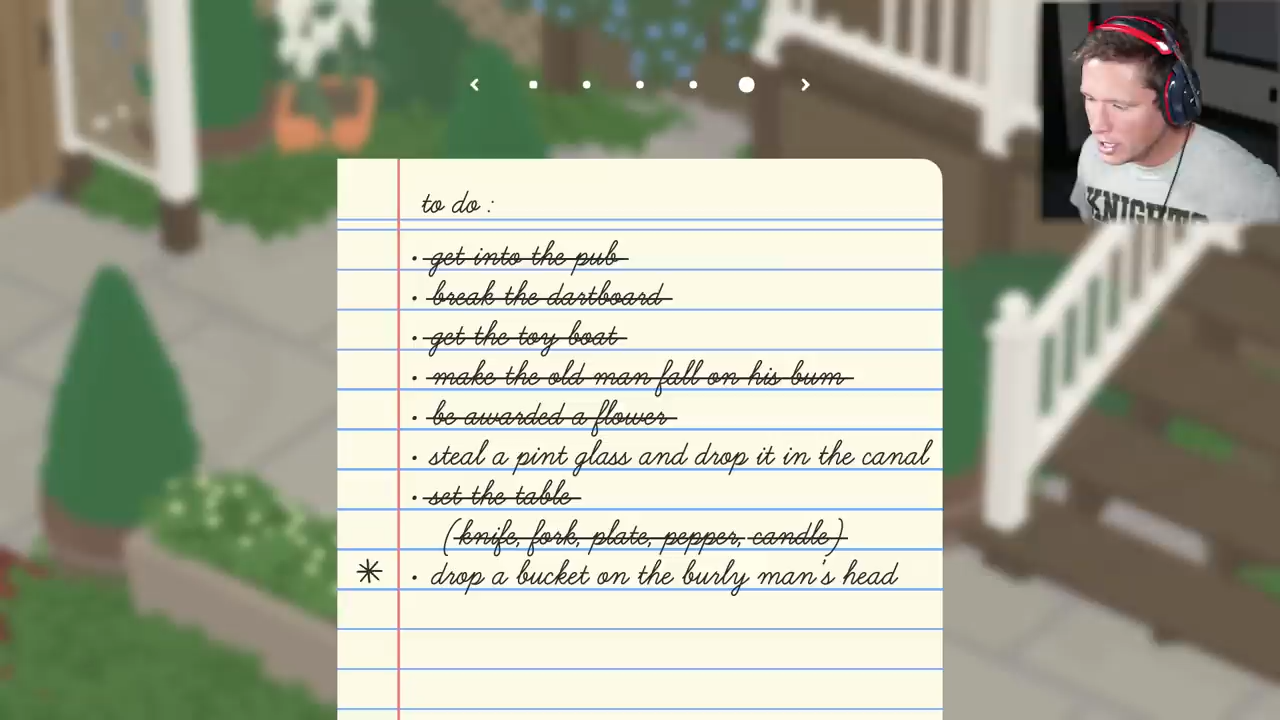 to do :
• get into the pub
• break the dartboard
• get the toy boat
• make the old man fall on his bum
• be awarded a flower
• steal a pint glass and drop it in the canal
• set the table
(knife, fork, plate, pepper, candle)
* • drop a bucket on the burly man's head
KNIGHTS